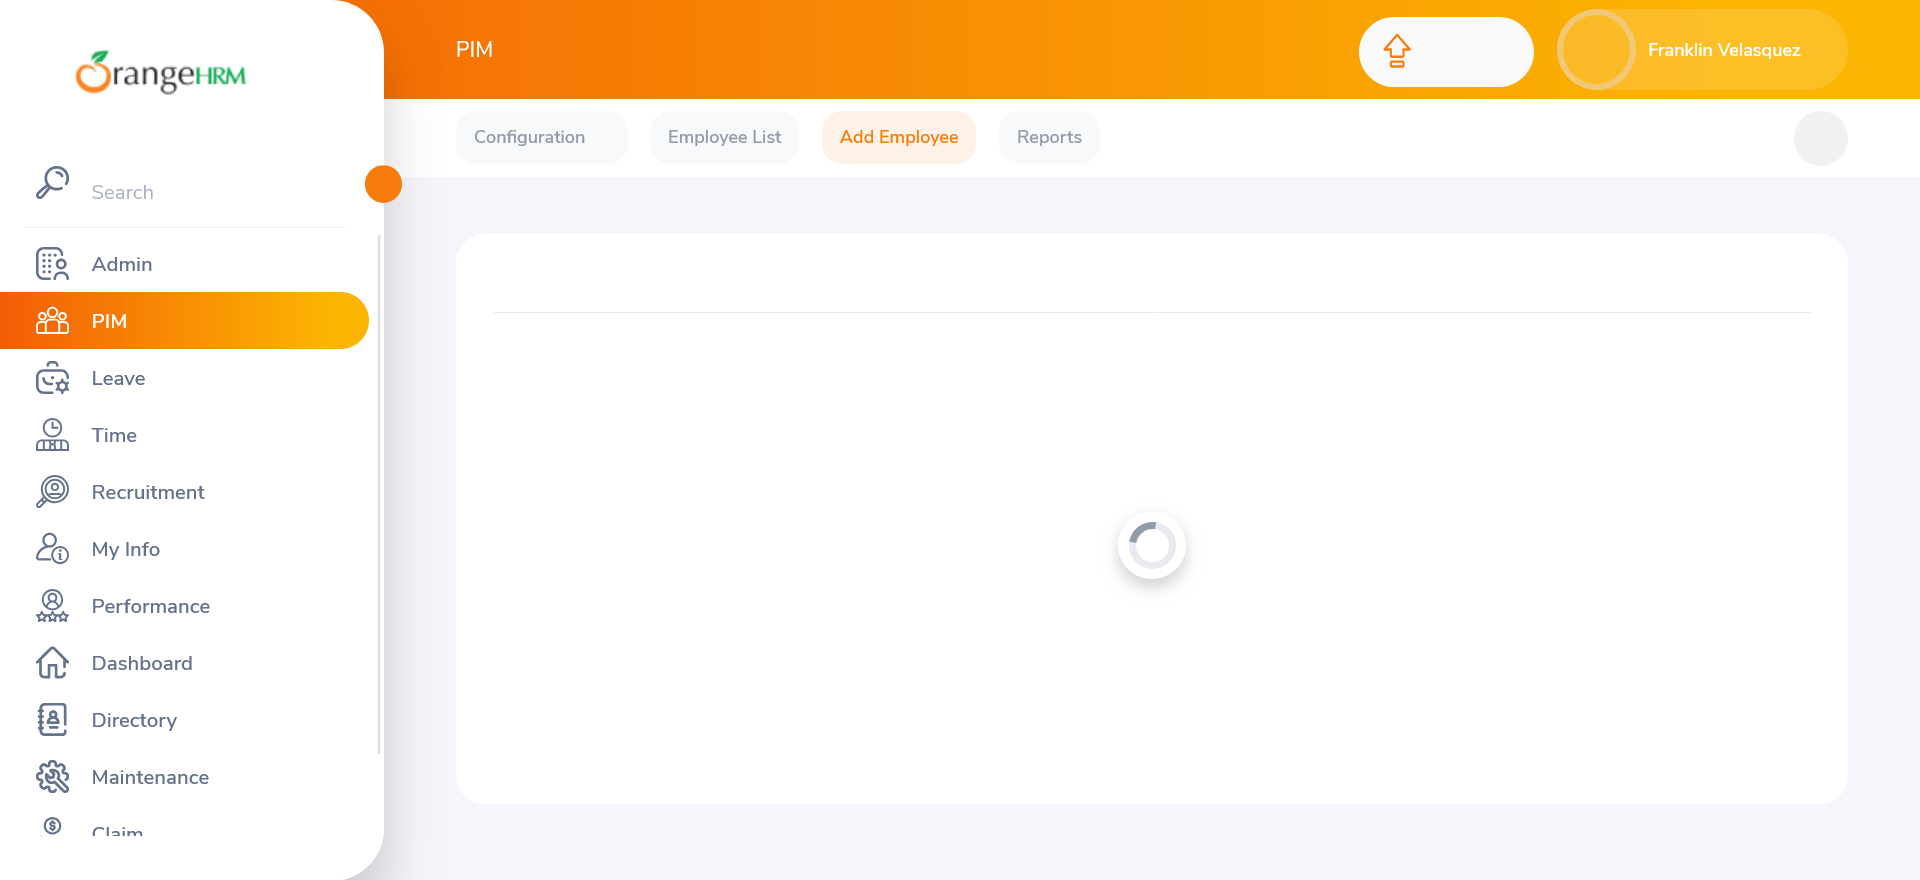 OrangeHRM
PIM
Franklin Velasquez
Configuration
Employee List
Add Employee
Reports
Search
Admin
PIM
Leave
Time
Recruitment
My Info
Performance
Dashboard
Directory
Maintenance
Claim